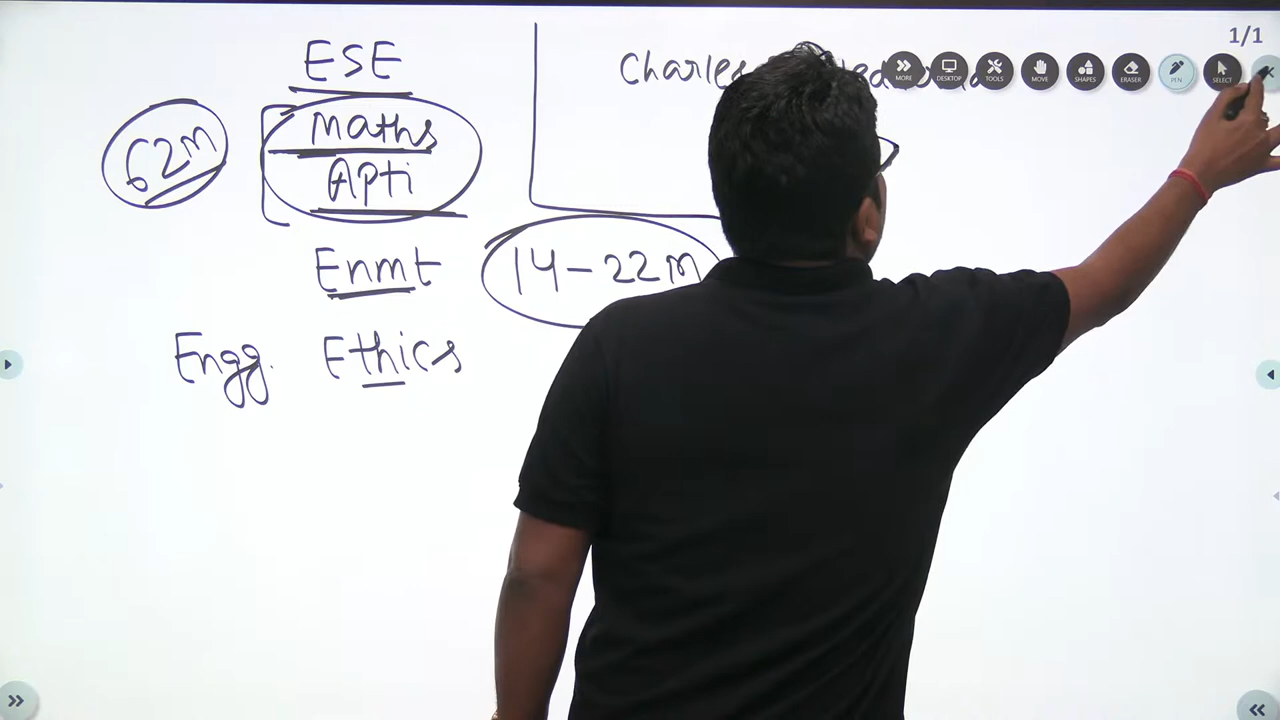 1/1
ESE
Charles
MORE
DESKTOP
TOOLS
MOVE
SHAPES
ERASER
PEN
SELECT
62M
Maths
Apti
Enmt
14-22M
Engg. Ethics